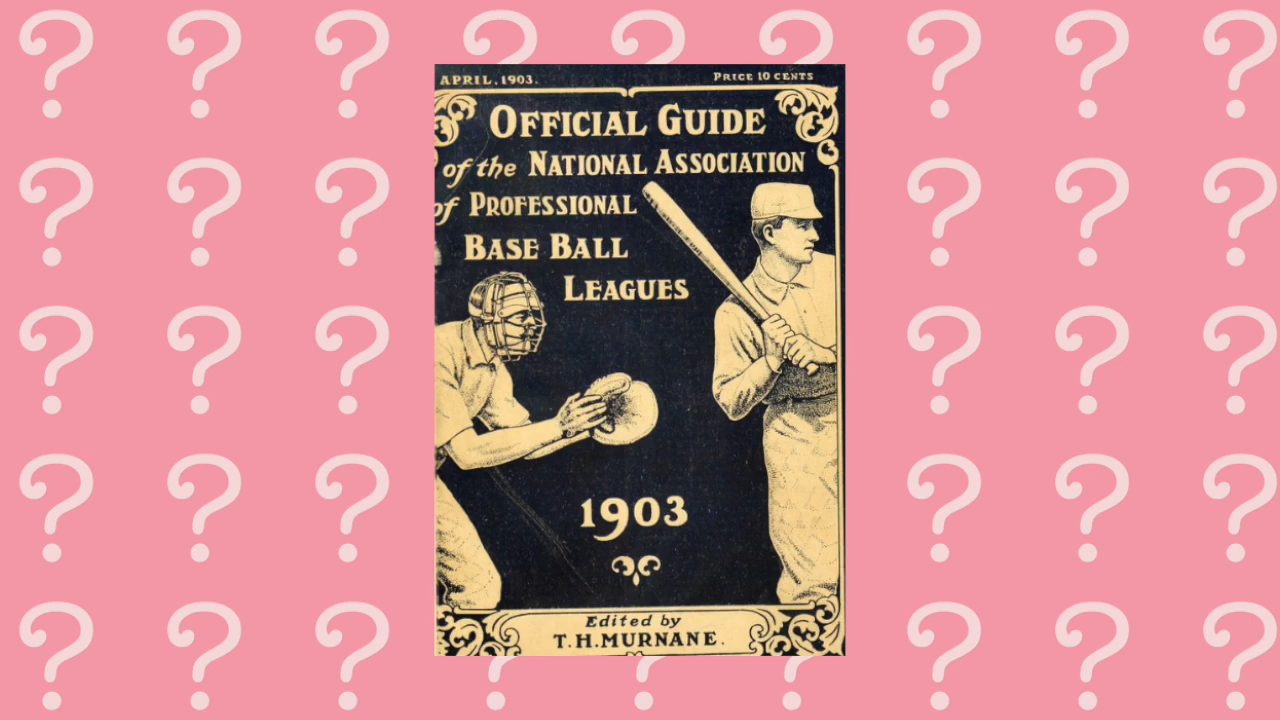 APRIL, 1903.
PRICE 10 CENTS
OFFICIAL GUIDE
of the NATIONAL ASSOCIATION
of PROFESSIONAL
BASE BALL
LEAGUES
1903
Edited by
T. H. MURNANE.